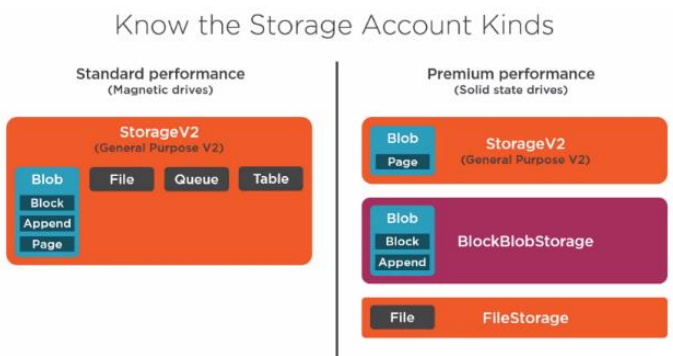 Know the Storage Account Kinds
Standard performance
(Magnetic drives)
StorageV2
(General Purpose V2)
Blob
Block
Append
Page
File
Queue
Table
Premium performance
(Solid state drives)
Blob
Page
StorageV2
(General Purpose V2)
Blob
Block
Append
BlockBlobStorage
File
FileStorage